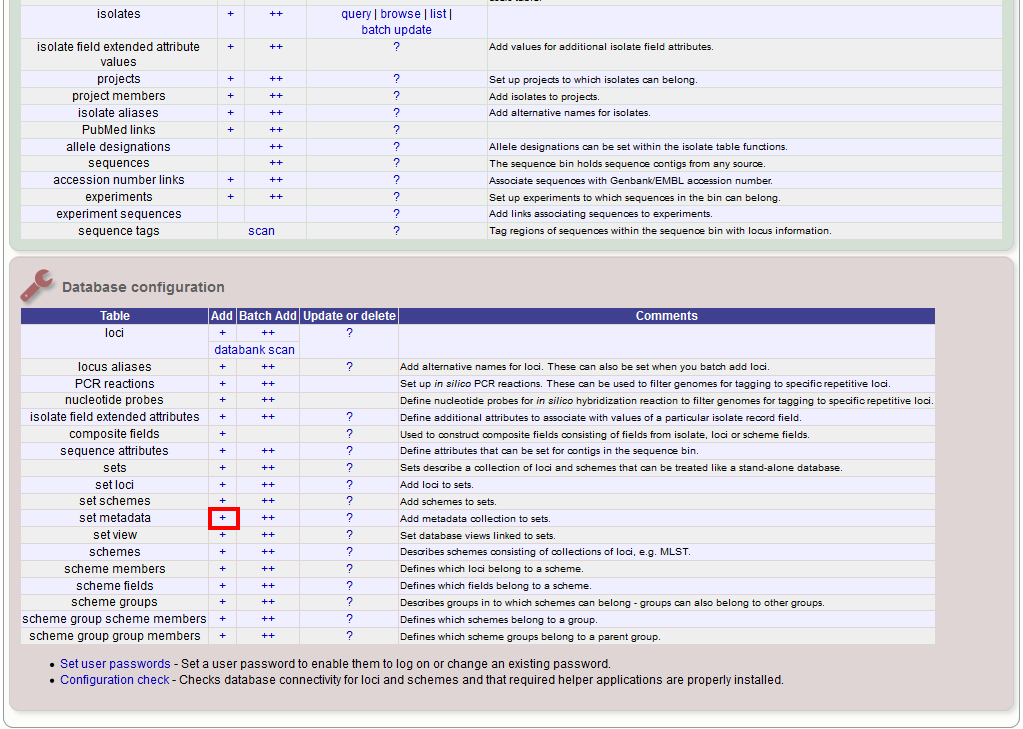 isolates + ++ query | browse | list |
batch update
isolate field extended attribute + ++ ? Add values for additional isolate field attributes.
values
projects + ++ ? Set up projects to which isolates can belong.
project members + ++ ? Add isolates to projects.
isolate aliases + ++ ? Add alternative names for isolates.
PubMed links + ++ ?
allele designations ++ ? Allele designations can be set within the isolate table functions.
sequences ++ ? The sequence bin holds sequence contigs from any source.
accession number links + ++ ? Associate sequences with Genbank/EMBL accession number.
experiments + ++ ? Set up experiments to which sequences in the bin can belong.
experiment sequences ? Add links associating sequences to experiments.
sequence tags scan ? Tag regions of sequences within the sequence bin with locus information.
Database configuration
Table Add Batch Add Update or delete Comments
loci + ++ ?
databank scan
locus aliases + ++ ? Add alternative names for loci. These can also be set when you batch add loci.
PCR reactions + ++ Set up in silico PCR reactions. These can be used to filter genomes for tagging to specific repetitive loci.
nucleotide probes + ++ Define nucleotide probes for in silico hybridization reaction to filter genomes for tagging to specific repetitive loci.
isolate field extended attributes + ++ ? Define additional attributes to associate with values of a particular isolate record field.
composite fields + ? Used to construct composite fields consisting of fields from isolate, loci or scheme fields.
sequence attributes + ++ ? Define attributes that can be set for contigs in the sequence bin.
sets + ++ ? Sets describe a collection of loci and schemes that can be treated like a stand-alone database.
set loci + ++ ? Add loci to sets.
set schemes + ++ ? Add schemes to sets.
set metadata + ++ ? Add metadata collection to sets.
set view + ++ ? Set database views linked to sets.
schemes + ++ ? Describes schemes consisting of collections of loci, e.g. MLST.
scheme members + ++ ? Defines which loci belong to a scheme.
scheme fields + ++ ? Defines which fields belong to a scheme.
scheme groups + ++ ? Describes groups in to which schemes can belong - groups can also belong to other groups.
scheme group scheme members + ++ ? Defines which schemes belong to a group.
scheme group group members + ++ ? Defines which scheme groups belong to a parent group.
• Set user passwords - Set a user password to enable them to log on or change an existing password.
• Configuration check - Checks database connectivity for loci and schemes and that required helper applications are properly installed.